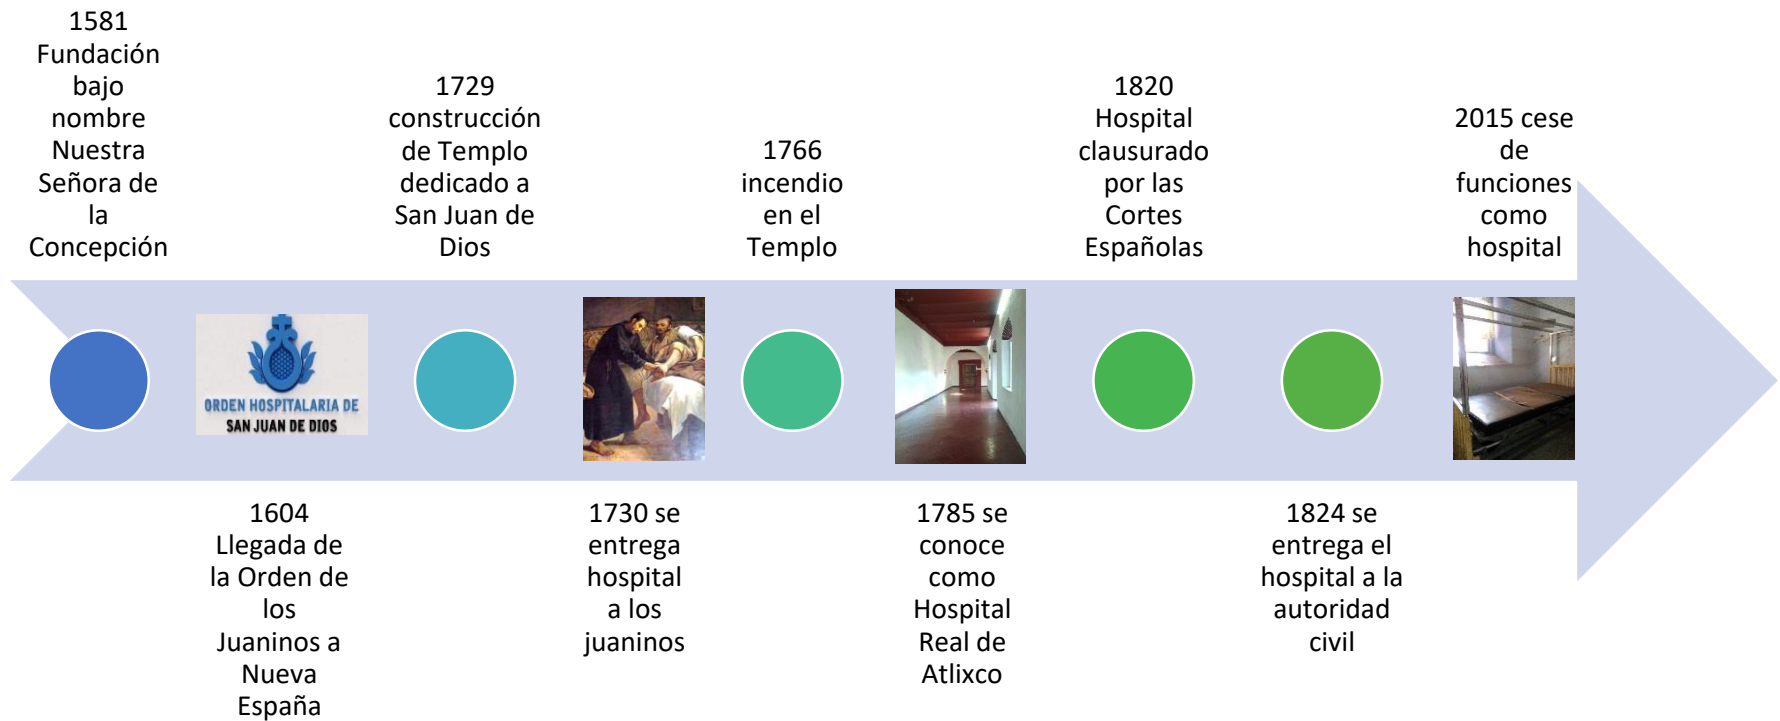 1581
Fundación
bajo
nombre
Nuestra
Señora de
la
Concepción
ORDEN HOSPITALARIA DE
SAN JUAN DE DIOS
1604
Llegada de
la Orden de
los
Juaninos a
Nueva
España
1729
construcción
de Templo
dedicado a
San Juan de
Dios
1730 se
entrega
hospital
a los
juaninos
1766
incendio
en el
Templo
1785 se
conoce
como
Hospital
Real de
Atlixco
1820
Hospital
clausurado
por las
Cortes
Españolas
1824 se
entrega el
hospital a la
autoridad
civil
2015 cese
de
funciones
como
hospital